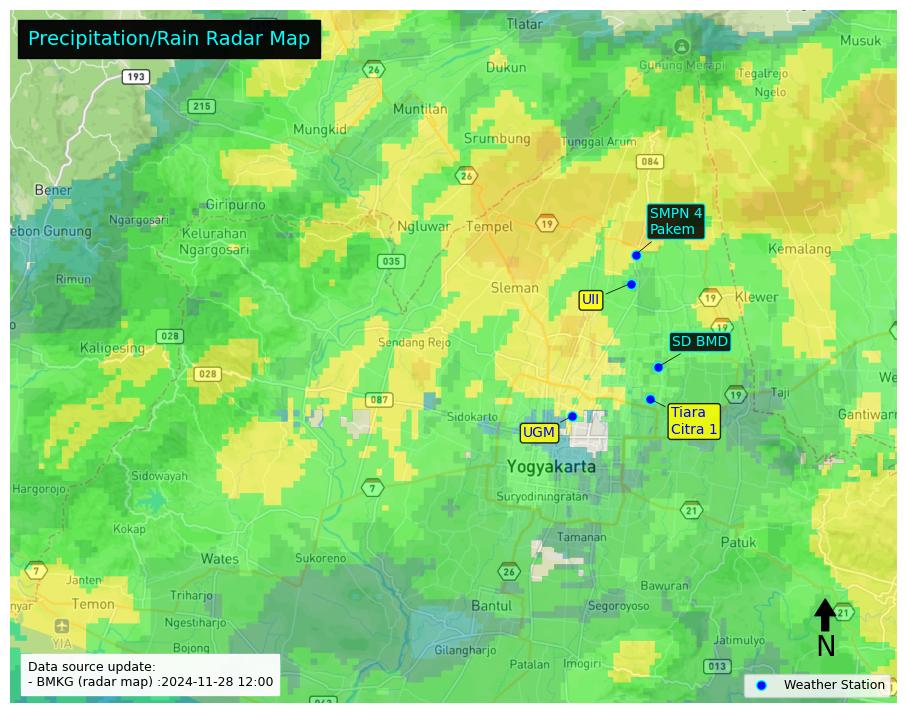 Precipitation/Rain Radar Map
Tlatar
Musuk
193
26
Dukun
Gunung Merapi
Tegalrejo
Ngelo
215
Muntilan
Mungkid
Srumbung
Tunggal Arum
084
26
Bener
Giripurno
Ngargosari
SMPN 4
Pakem
19
Ngluwar
Tempel
ebon Gunung
Kelurahan
Ngargosari
Kemalang
035
Rimun
UII
Sleman
19
Klewer
19
028
Kaligesing
Sendang Rejo
SD BMD
028
We
087
19
Taji
Sidokarto
Tiara
Citra 1
Gantiwarn
UGM
Yogyakarta
Sidowayah
Hargorojo
7
Suryodiningratan
21
Kokap
Tamanan
Patuk
Wates
Sukoreno
7
26
Janten
Bawuran
Triharjo
nyar
Temon
Bantul
Segoroyoso
21
Ngestiharjo
YIA
N
Jatimulyo
Bojong
Gilangharjo
Patalan
Imogiri
013
Data source update:
- BMKG (radar map) :2024-11-28 12:00
Weather Station